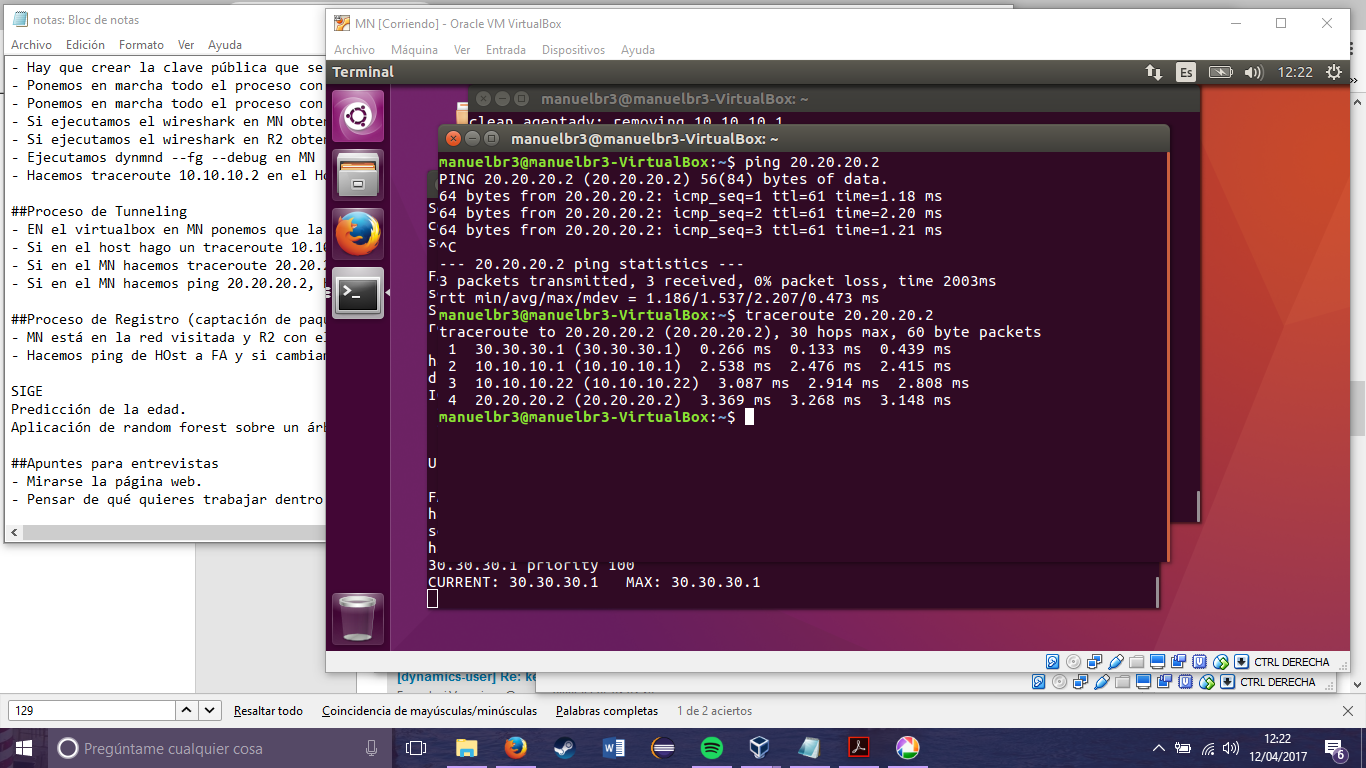 notas: Bloc de notas
Archivo Edición Formato Ver Ayuda
- Hay que crear la clave pública que se
- Ponemos en marcha todo el proceso con
- Ponemos en marcha todo el proceso con
- Si ejecutamos el wireshark en MN obter
- Si ejecutamos el wireshark en R2 obter
- Ejecutamos dynmnd --fg --debug en MN
- Hacemos traceroute 10.10.10.2 en el Ho
##Proceso de Tunneling
- EN el virtualbox en MN ponemos que la
- Si en el host hago un traceroute 10.10
- Si en el MN hacemos traceroute 20.20.2
- Si en el MN hacemos ping 20.20.20.2,
##Proceso de Registro (captación de paqu
- MN está en la red visitada y R2 con el
- Hacemos ping de HOst a FA y si cambiam
SIGE
Predicción de la edad.
Aplicación de random forest sobre un árb
##Apuntes para entrevistas
- Mirarse la página web.
- Pensar de qué quieres trabajar dentro
MN [Corriendo] - Oracle VM VirtualBox
Archivo Máquina Ver Entrada Dispositivos Ayuda
Terminal
Es
12:22
manuelbr3@manuelbr3-VirtualBox: ~
clean_agentadv: removing 10.10.10.1
manuelbr3@manuelbr3-VirtualBox: ~
manuelbr3@manuelbr3-VirtualBox:~$ ping 20.20.20.2
PING 20.20.20.2 (20.20.20.2) 56(84) bytes of data.
64 bytes from 20.20.20.2: icmp_seq=1 ttl=61 time=1.18 ms
64 bytes from 20.20.20.2: icmp_seq=2 ttl=61 time=2.20 ms
64 bytes from 20.20.20.2: icmp_seq=3 ttl=61 time=1.21 ms
^C
--- 20.20.20.2 ping statistics ---
3 packets transmitted, 3 received, 0% packet loss, time 2003ms
rtt min/avg/max/mdev = 1.186/1.537/2.207/0.473 ms
manuelbr3@manuelbr3-VirtualBox:~$ traceroute 20.20.20.2
traceroute to 20.20.20.2 (20.20.20.2), 30 hops max, 60 byte packets
1 30.30.30.1 (30.30.30.1) 0.266 ms 0.133 ms 0.439 ms
2 10.10.10.1 (10.10.10.1) 2.538 ms 2.476 ms 2.415 ms
3 10.10.10.22 (10.10.10.22) 3.087 ms 2.914 ms 2.808 ms
4 20.20.20.2 (20.20.20.2) 3.369 ms 3.268 ms 3.148 ms
manuelbr3@manuelbr3-VirtualBox:~$
30.30.30.1 priority 100
CURRENT: 30.30.30.1 MAX: 30.30.30.1
CTRL DERECHA
CTRL DERECHA
[dynamics-user] Re: ke
129
Resaltar todo Coincidencia de mayúsculas/minúsculas Palabras completas 1 de 2 aciertos
Pregúntame cualquier cosa
12:22
12/04/2017
6